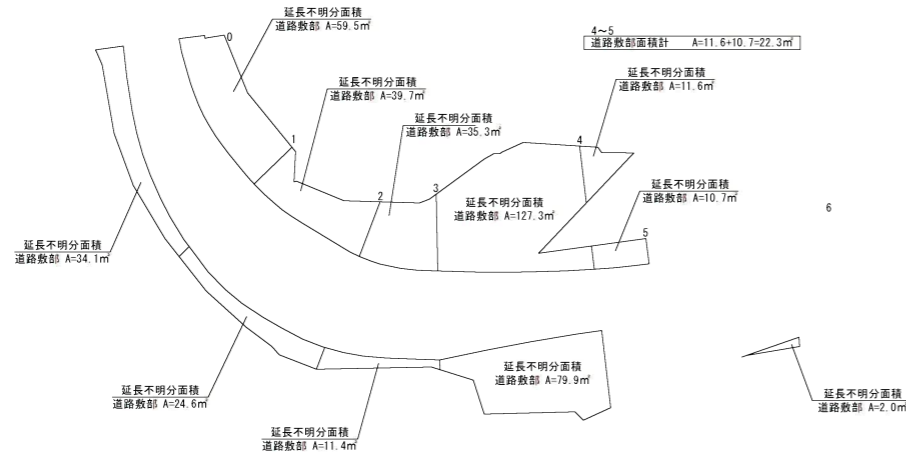 延長不明分面積
道路敷部 A=59.5㎡
0
4～5
道路敷部面積計 A=11.6+10.7=22.3㎡
延長不明分面積
道路敷部 A=39.7㎡
延長不明分面積
道路敷部 A=11.6㎡
延長不明分面積
道路敷部 A=35.3㎡
1
4
2
3
延長不明分面積
道路敷部 A=127.3㎡
延長不明分面積
道路敷部 A=10.7㎡
5
6
延長不明分面積
道路敷部 A=34.1㎡
延長不明分面積
道路敷部 A=79.9㎡
延長不明分面積
道路敷部 A=24.6㎡
延長不明分面積
道路敷部 A=2.0㎡
延長不明分面積
道路敷部 A=11.4㎡